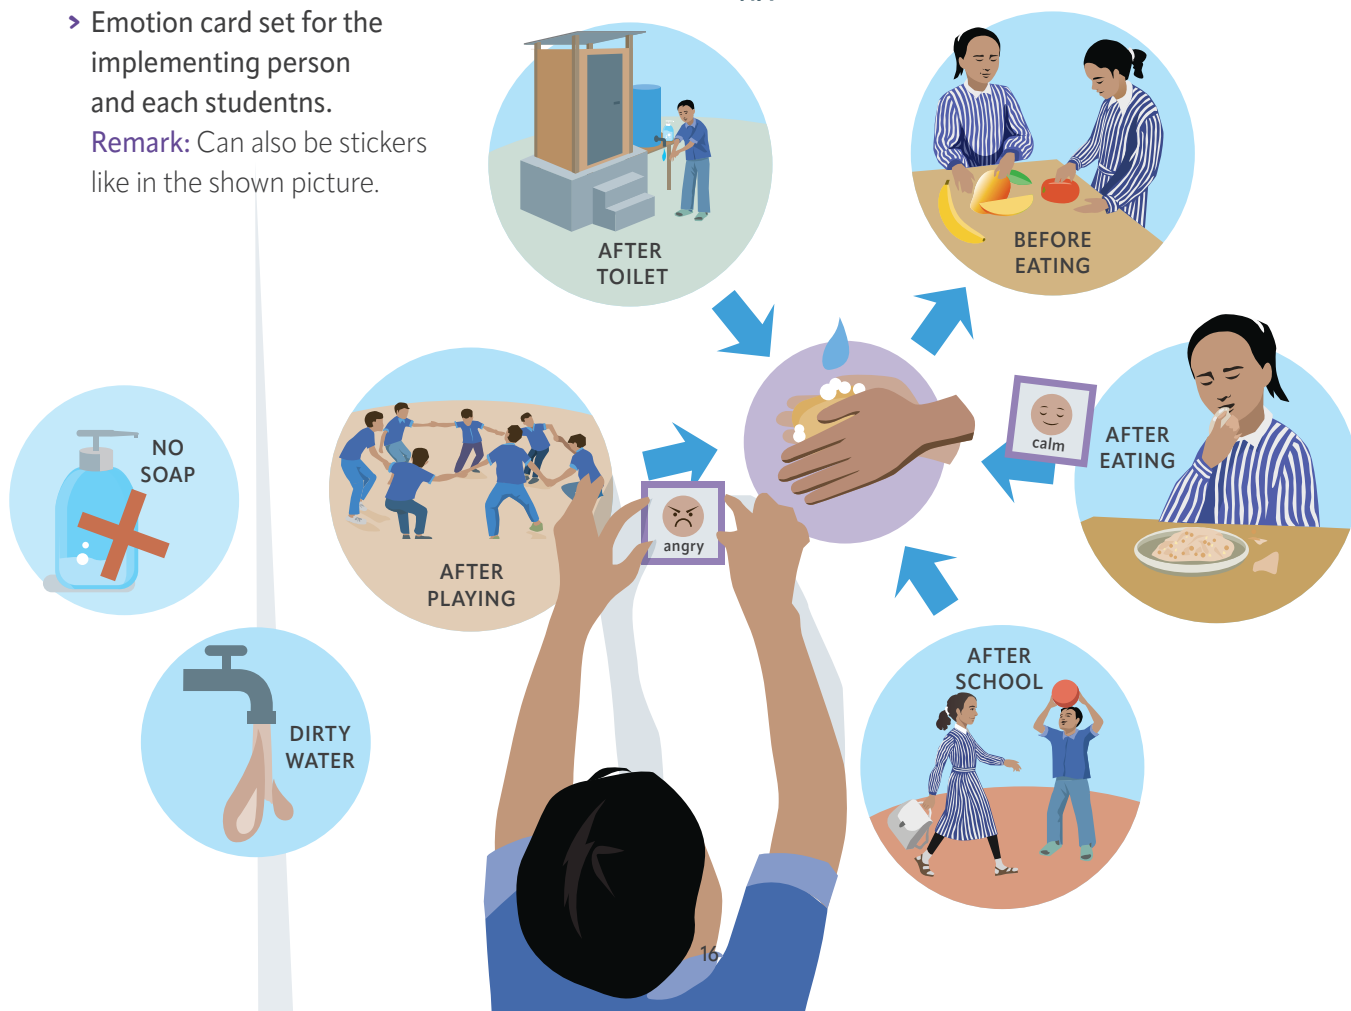 > Emotion card set for the
implementing person
and each studentns.
Remark: Can also be stickers
like in the shown picture.
AFTER
TOILET
BEFORE
EATING
NO
SOAP
calm
AFTER
EATING
angry
AFTER
PLAYING
AFTER
SCHOOL
DIRTY
WATER
16